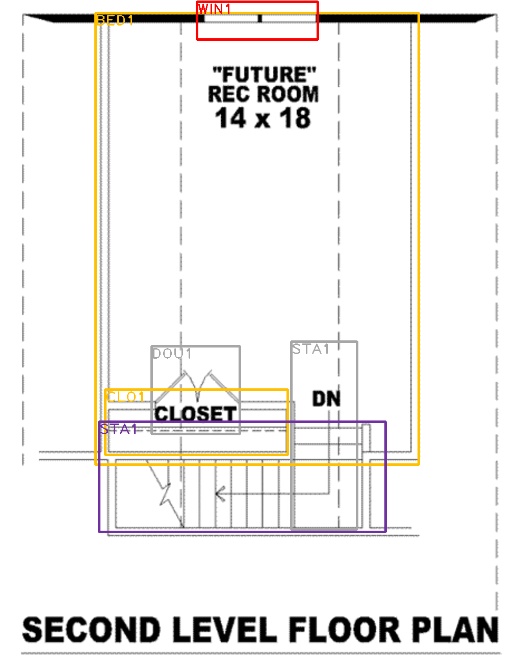 WIN1
BED1
"FUTURE"
REC ROOM
14 x 18
DOU1
STA1
CLO1
DN
CLOSET
STA1
SECOND LEVEL FLOOR PLAN